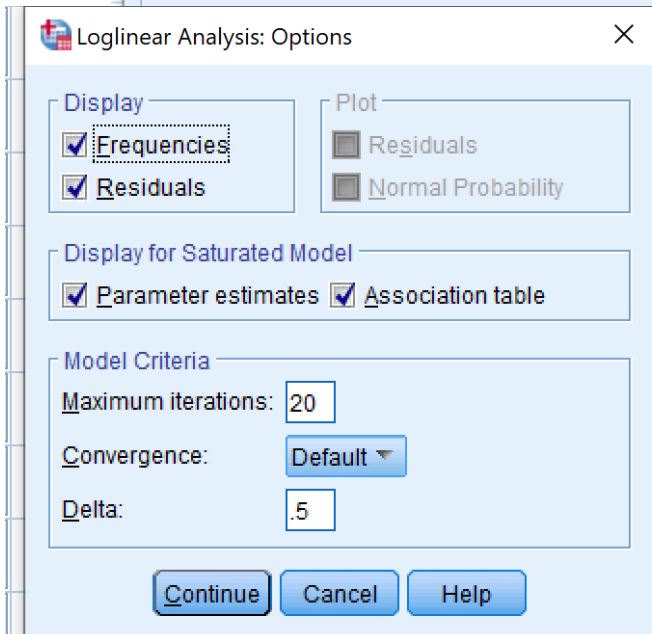 Loglinear Analysis: Options
Display
Frequencies
Residuals
Plot
Residuals
Normal Probability
Display for Saturated Model
Parameter estimates Association table
Model Criteria
Maximum iterations: 20
Convergence: Default
Delta: .5
Continue Cancel Help